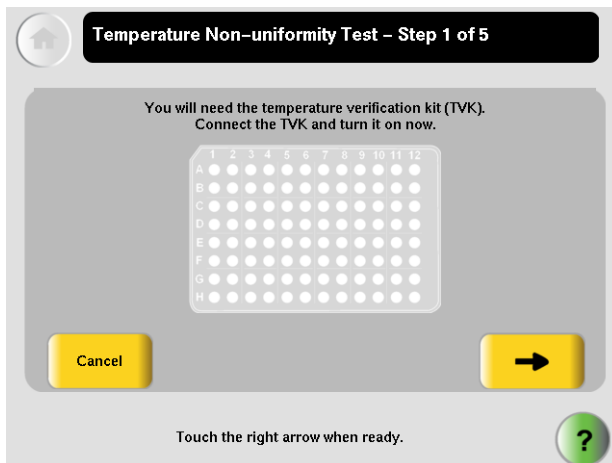 Temperature Non-uniformity Test - Step 1 of 5
You will need the temperature verification kit (TVK).
Connect the TVK and turn it on now.
1 2 3 4 5 6 7 8 9 10 11 12
A
B
C
D
E
F
G
H
Cancel
Touch the right arrow when ready.
?